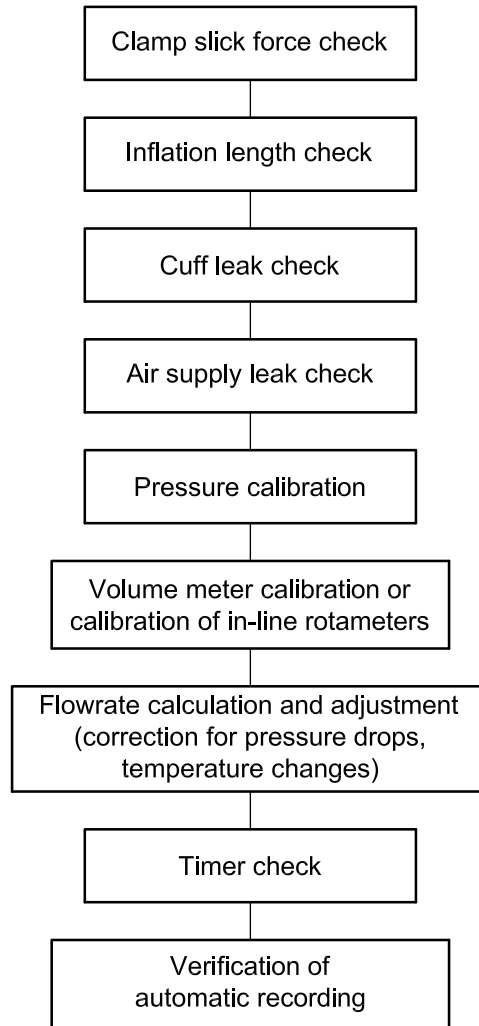 Clamp slick force check
Inflation length check
Cuff leak check
Air supply leak check
Pressure calibration
Volume meter calibration or
calibration of in-line rotameters
Flowrate calculation and adjustment
(correction for pressure drops,
temperature changes)
Timer check
Verification of
automatic recording